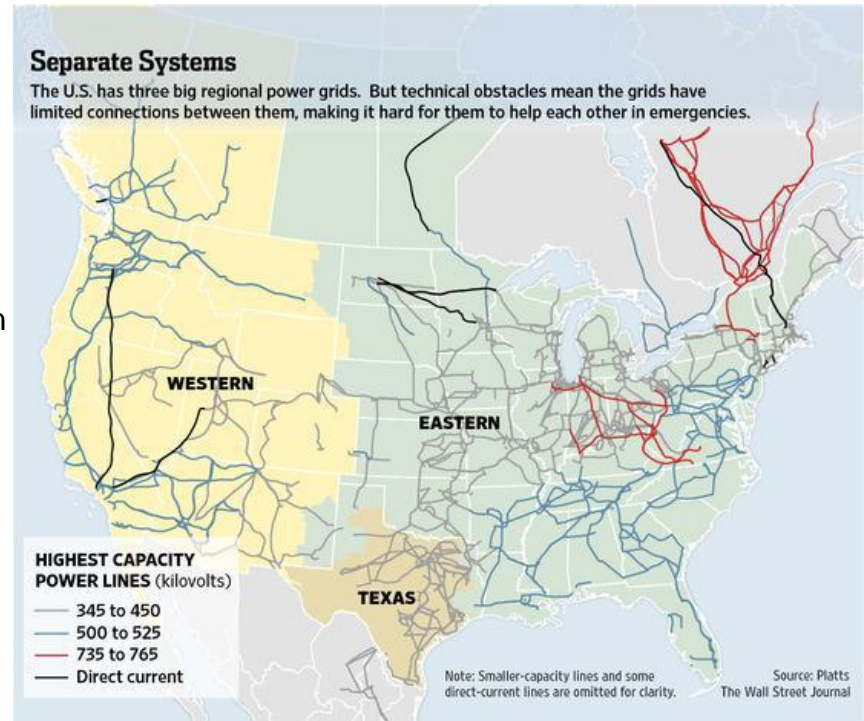 Separate Systems
The U.S. has three big regional power grids. But technical obstacles mean the grids have
limited connections between them, making it hard for them to help each other in emergencies.
n
WESTERN
EASTERN
TEXAS
HIGHEST CAPACITY
POWER LINES (kilovolts)
345 to 450
500 to 525
735 to 765
Direct current
Note: Smaller-capacity lines and some
direct-current lines are omitted for clarity.
Source: Platts
The Wall Street Journal